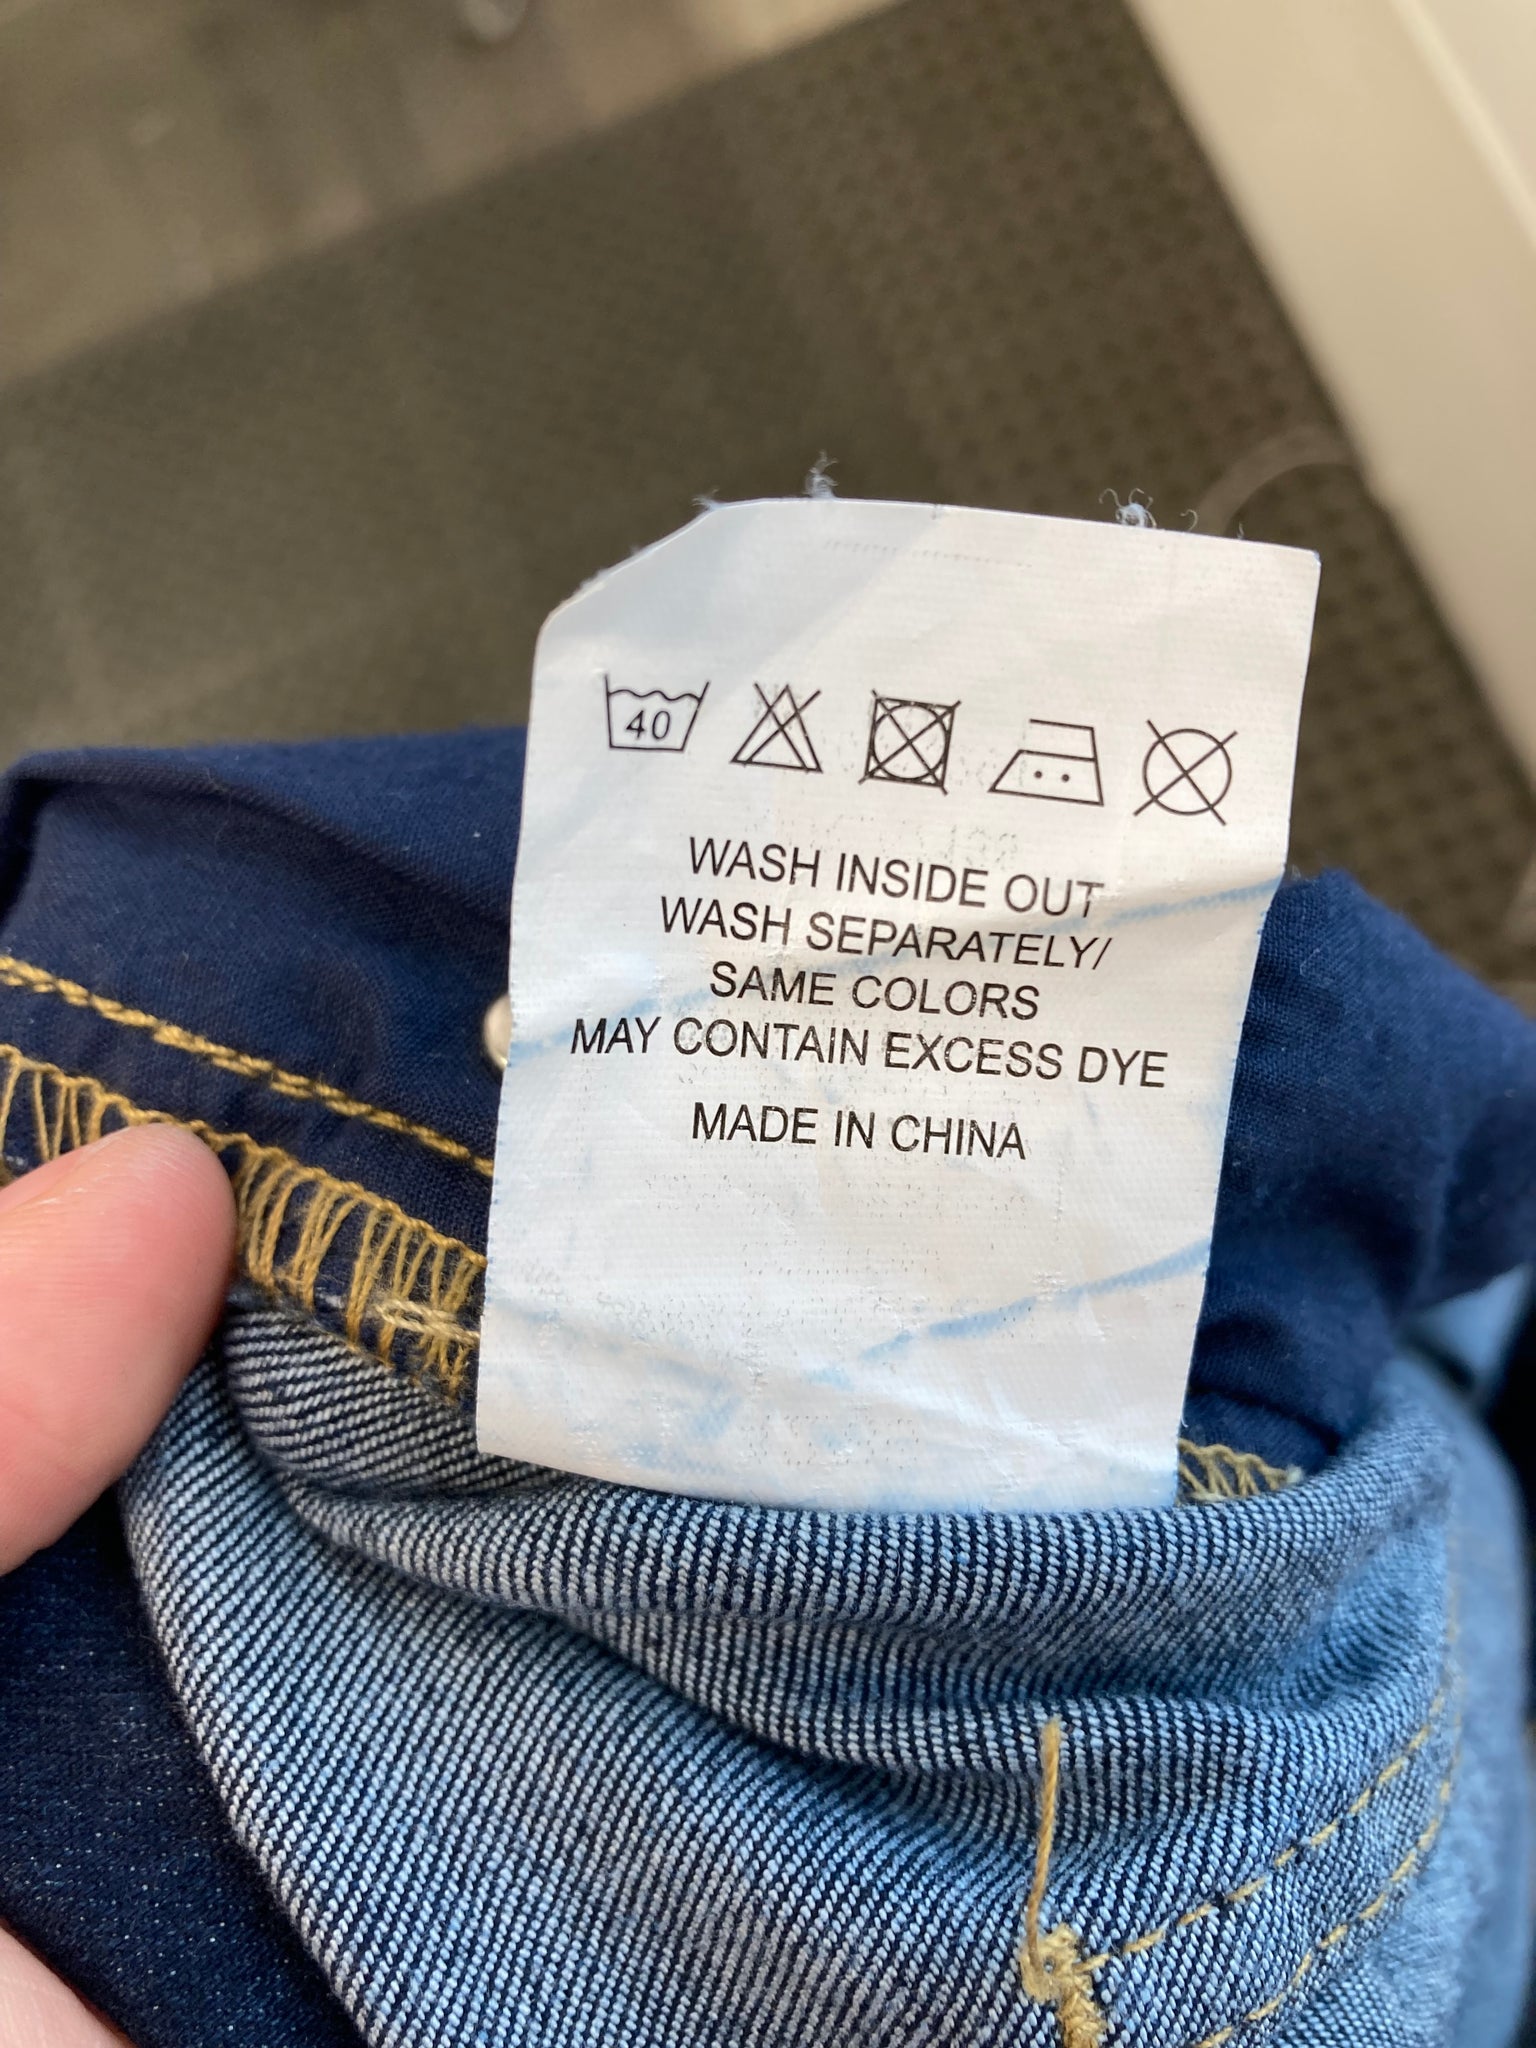 40
WASH INSIDE OUT
WASH SEPARATELY/
SAME COLORS
MAY CONTAIN EXCESS DYE
MADE IN CHINA